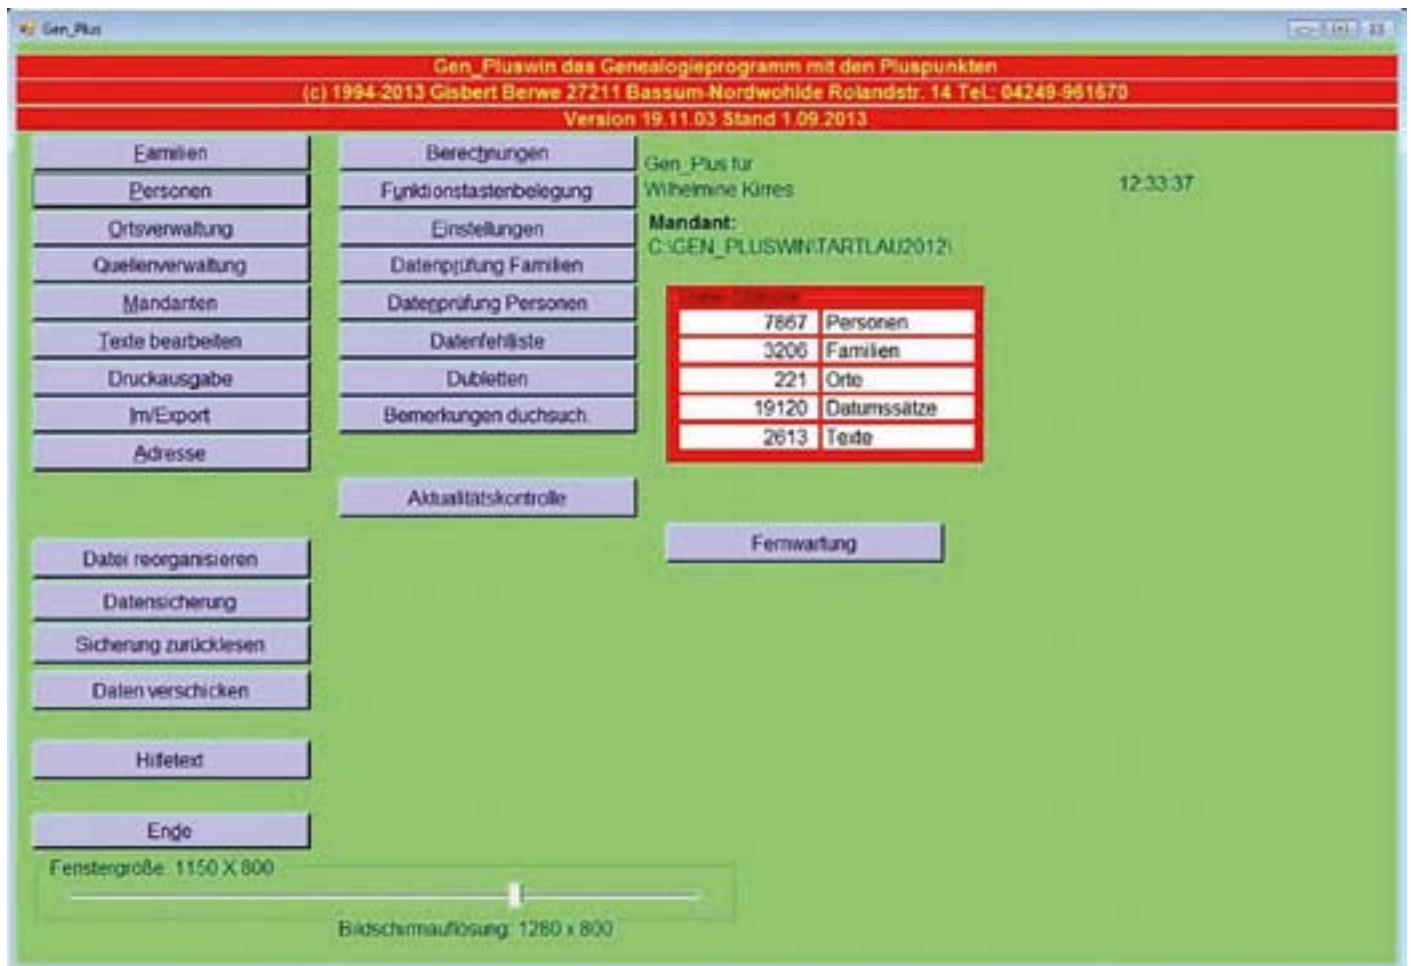 Gen_Plus
Gen_Pluswin das Genealogieprogramm mit den Pluspunkten
(c) 1994-2013 Gisbert Berwe 27211 Bassum-Nordwohlde Rolandstr. 14 Tel.: 04249-961670
Version 19.11.03 Stand 1.09.2013
Familien
Personen
Ortsverwaltung
Quellenverwaltung
Mandanten
Texte bearbeiten
Druckausgabe
Im/Export
Adresse
Datei reorganisieren
Datensicherung
Sicherung zurücklesen
Daten verschicken
Hilfetext
Ende
Berechnungen
Funktionstastenbelegung
Einstellungen
Datenprüfung Familien
Datenprüfung Personen
Datenfehlliste
Dubletten
Bemerkungen duchsuch.
Aktualitätskontrolle
Gen_Plus für
Wilhelmine Kirres
12:33:37
Mandant:
C:\GEN_PLUSWIN\TARTLAU2012\
7867 Personen
3206 Familien
221 Orte
19120 Datumssätze
2613 Texte
Fernwartung
Fenstergröße: 1150 X 800
Bildschirmauflösung: 1280 x 800